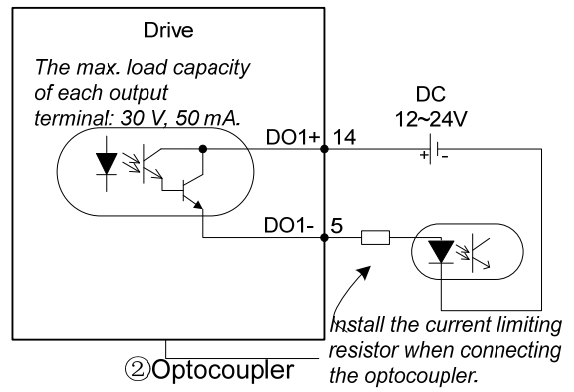 Drive
The max. load capacity
of each output
terminal: 30 V, 50 mA.
DC
12~24V
+ -
DO1+ 14
DO1- 5
Install the current limiting
resistor when connecting
the optocoupler.
②Optocoupler